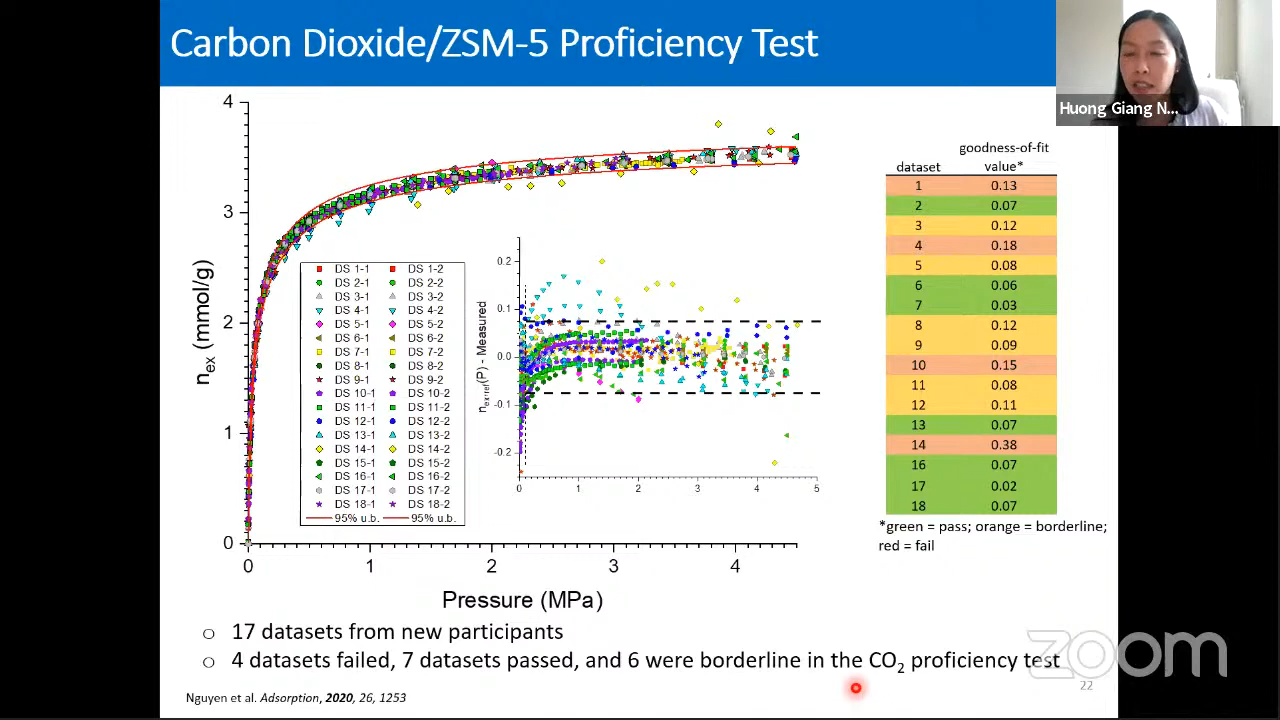 Carbon Dioxide/ZSM-5 Proficiency Test
Huong Giang N...
nex (mmol/g)
4
3
2
1
0
0 1 2 3 4
Pressure (MPa)
DS 1-1 DS 1-2
DS 2-1 DS 2-2
DS 3-1 DS 3-2
DS 4-1 DS 4-2
DS 5-1 DS 5-2
DS 6-1 DS 6-2
DS 7-1 DS 7-2
DS 8-1 DS 8-2
DS 9-1 DS 9-2
DS 10-1 DS 10-2
DS 11-1 DS 11-2
DS 12-1 DS 12-2
DS 13-1 DS 13-2
DS 14-1 DS 14-2
DS 15-1 DS 15-2
DS 16-1 DS 16-2
DS 17-1 DS 17-2
DS 18-1 DS 18-2
95% u.b. 95% u.b.
nex-ref(P) - Measured
0.2
0.1
0.0
-0.1
-0.2
0 1 2 3 4 5
goodness-of-fit
dataset value*
1 0.13
2 0.07
3 0.12
4 0.18
5 0.08
6 0.06
7 0.03
8 0.12
9 0.09
10 0.15
11 0.08
12 0.11
13 0.07
14 0.38
16 0.07
17 0.02
18 0.07
*green = pass; orange = borderline;
red = fail
o 17 datasets from new participants
o 4 datasets failed, 7 datasets passed, and 6 were borderline in the CO2 proficiency test
zoom
22
Nguyen et al. Adsorption, 2020, 26, 1253